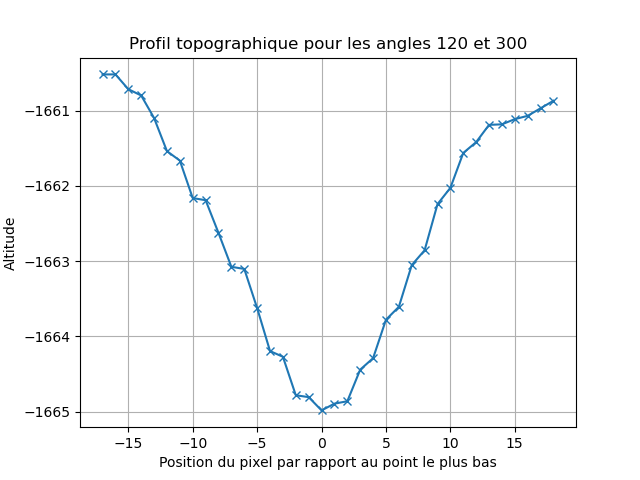 Profil topographique pour les angles 120 et 300
Altitude
−1661
−1662
−1663
−1664
−1665
−15 −10 −5 0 5 10 15
Position du pixel par rapport au point le plus bas